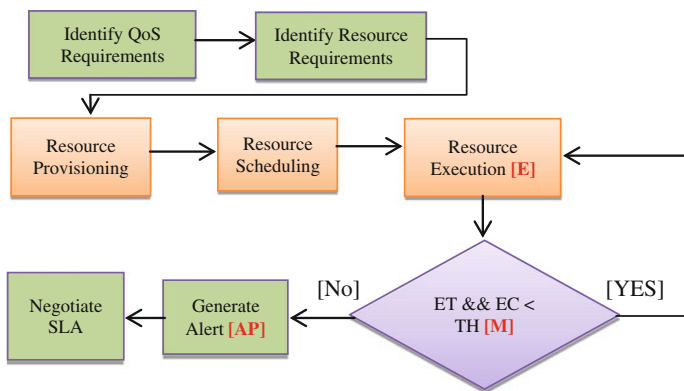 Identify QoS
Requirements
Identify Resource
Requirements
Resource
Provisioning
Resource
Scheduling
Resource
Execution [E]
Negotiate
SLA
Generate
Alert [AP]
[No]
ET && EC <
TH [M]
[YES]